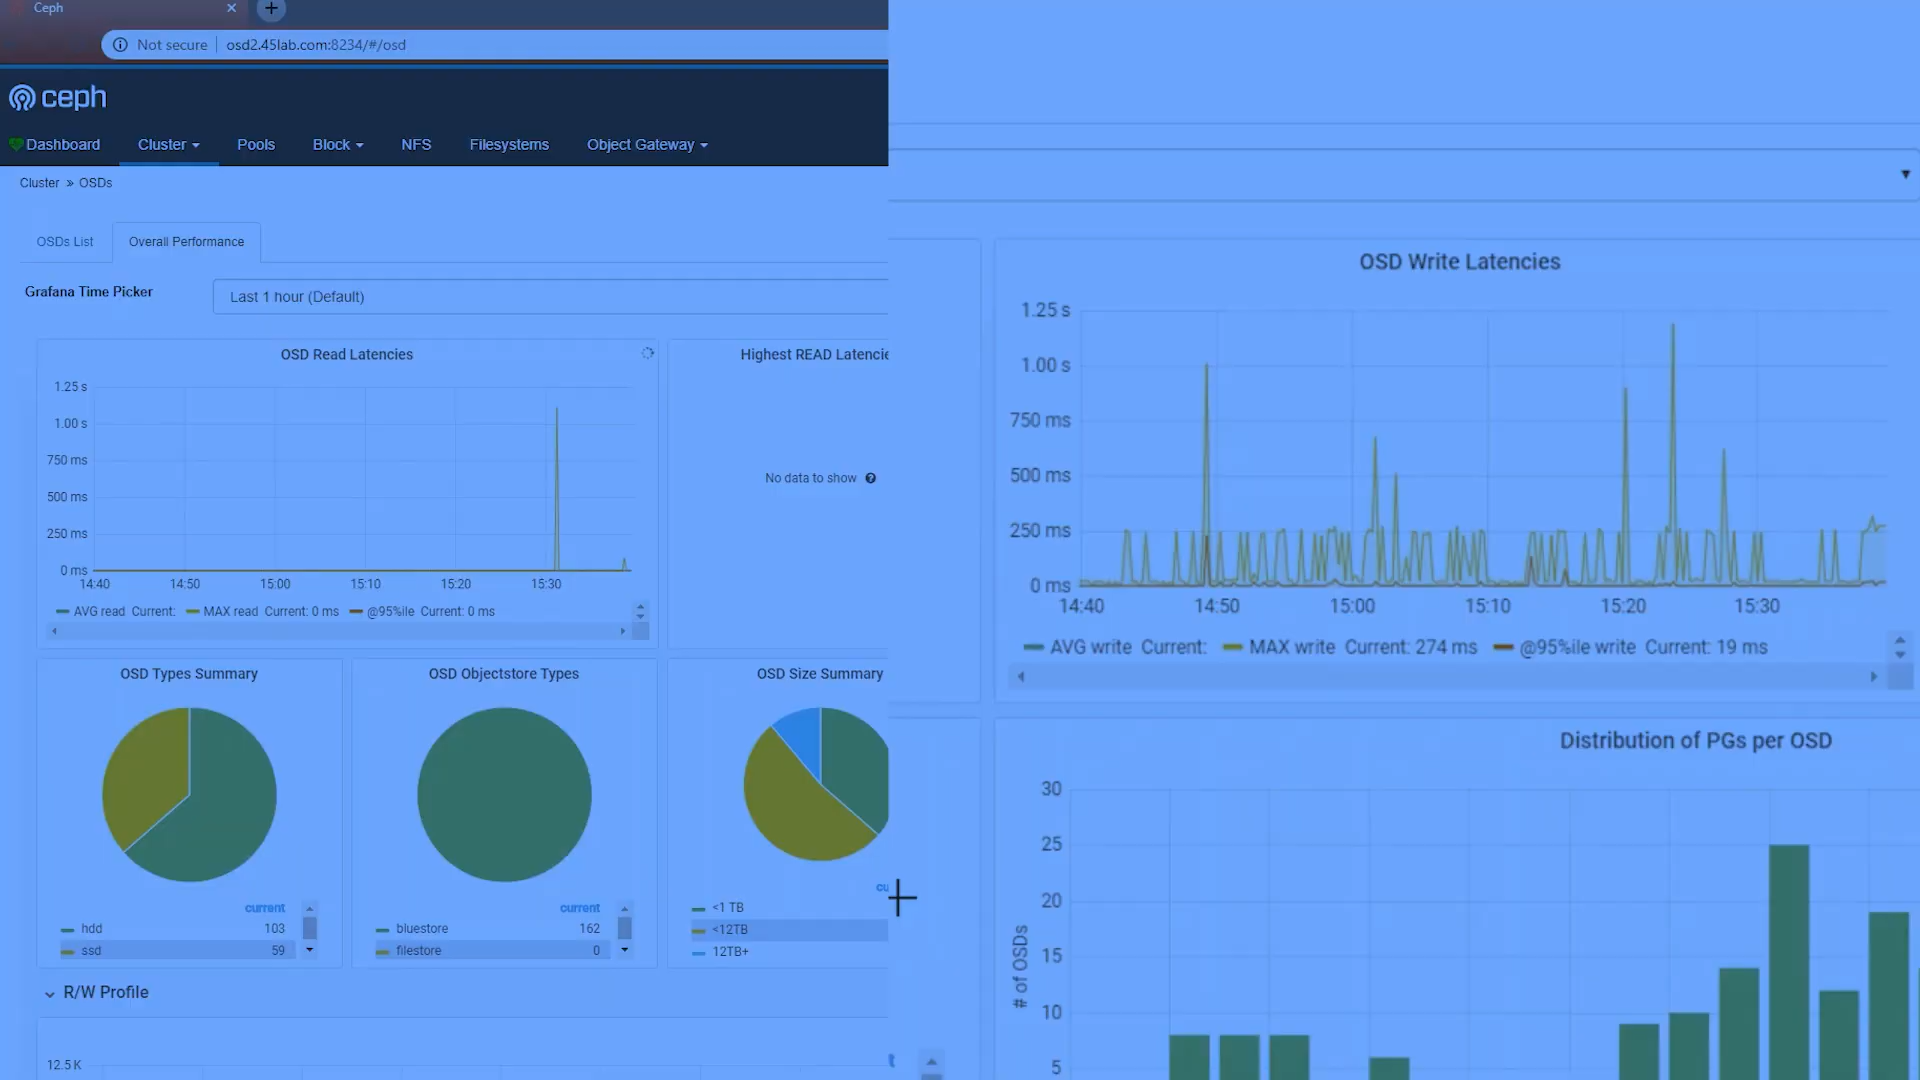 Ceph
Not secure
osd2.45lab.com:8234/#/osd
ceph
Dashboard
Cluster
Pools
Block
NFS
Filesystems
Object Gateway
Cluster » OSDs
OSDs List
Overall Performance
Grafana Time Picker
Last 1 hour (Default)
OSD Read Latencies
1.25 s
1.00 s
750 ms
500 ms
250 ms
0 ms
14:40 14:50 15:00 15:10 15:20 15:30
AVG read Current: MAX read Current: 0 ms @95%ile Current: 0 ms
Highest READ Latencie
No data to show
OSD Write Latencies
1.25 s
1.00 s
750 ms
500 ms
250 ms
0 ms
14:40 14:50 15:00 15:10 15:20 15:30
AVG write Current: MAX write Current: 274 ms @95%ile write Current: 19 ms
OSD Types Summary
current
hdd 103
ssd 59
OSD Objectstore Types
current
bluestore 162
filestore 0
OSD Size Summary
cu
<1 TB
<12TB
12TB+
Distribution of PGs per OSD
# of OSDs
30
25
20
15
10
5
R/W Profile
12.5 K
t